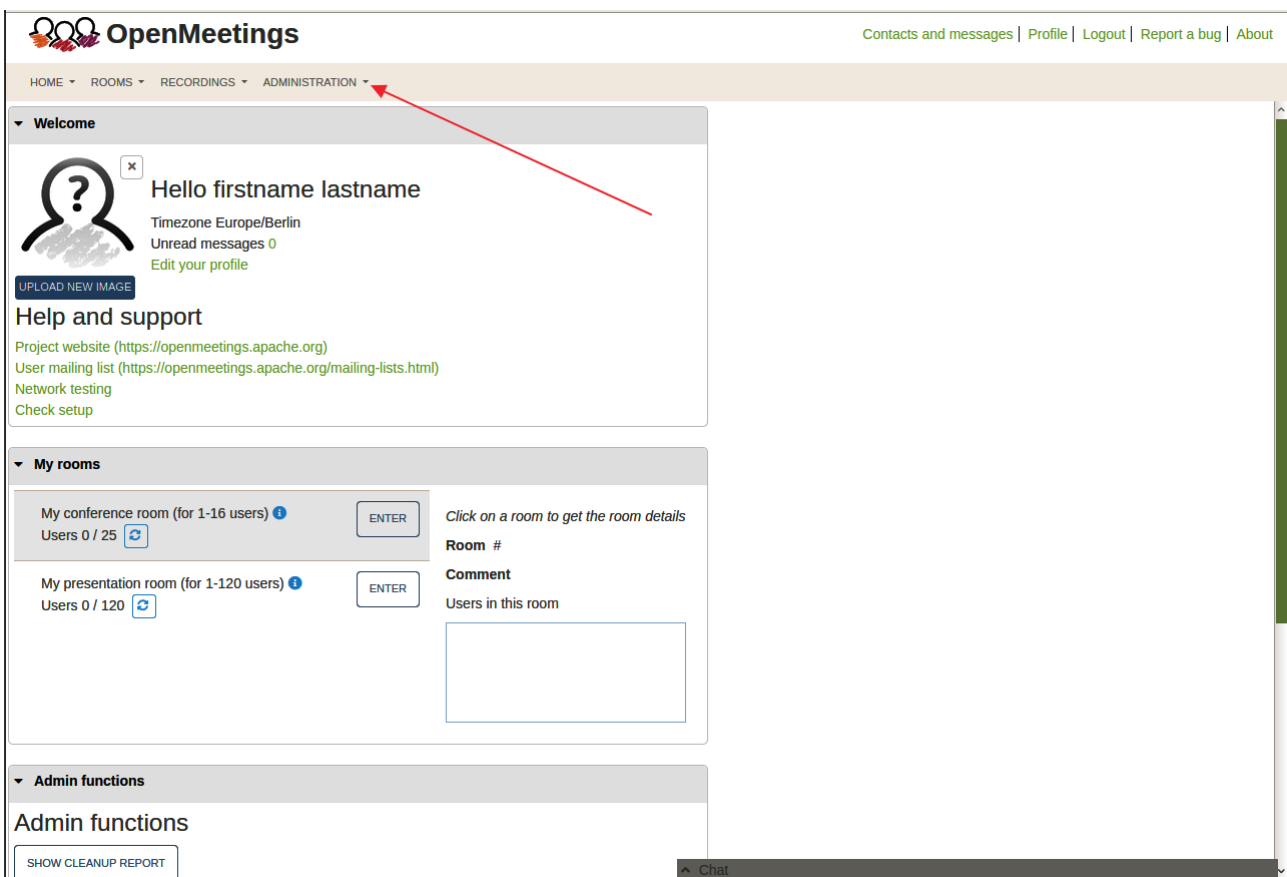 OpenMeetings
Contacts and messages | Profile | Logout | Report a bug | About
HOME ROOMS RECORDINGS ADMINISTRATION
Welcome
?
×
Hello firstname lastname
Timezone Europe/Berlin
Unread messages 0
Edit your profile
UPLOAD NEW IMAGE
Help and support
Project website (https://openmeetings.apache.org)
User mailing list (https://openmeetings.apache.org/mailing-lists.html)
Network testing
Check setup
My rooms
My conference room (for 1-16 users) i
Users 0 / 25
ENTER
My presentation room (for 1-120 users) i
Users 0 / 120
ENTER
Click on a room to get the room details
Room #
Comment
Users in this room
Admin functions
Admin functions
SHOW CLEANUP REPORT
Chat